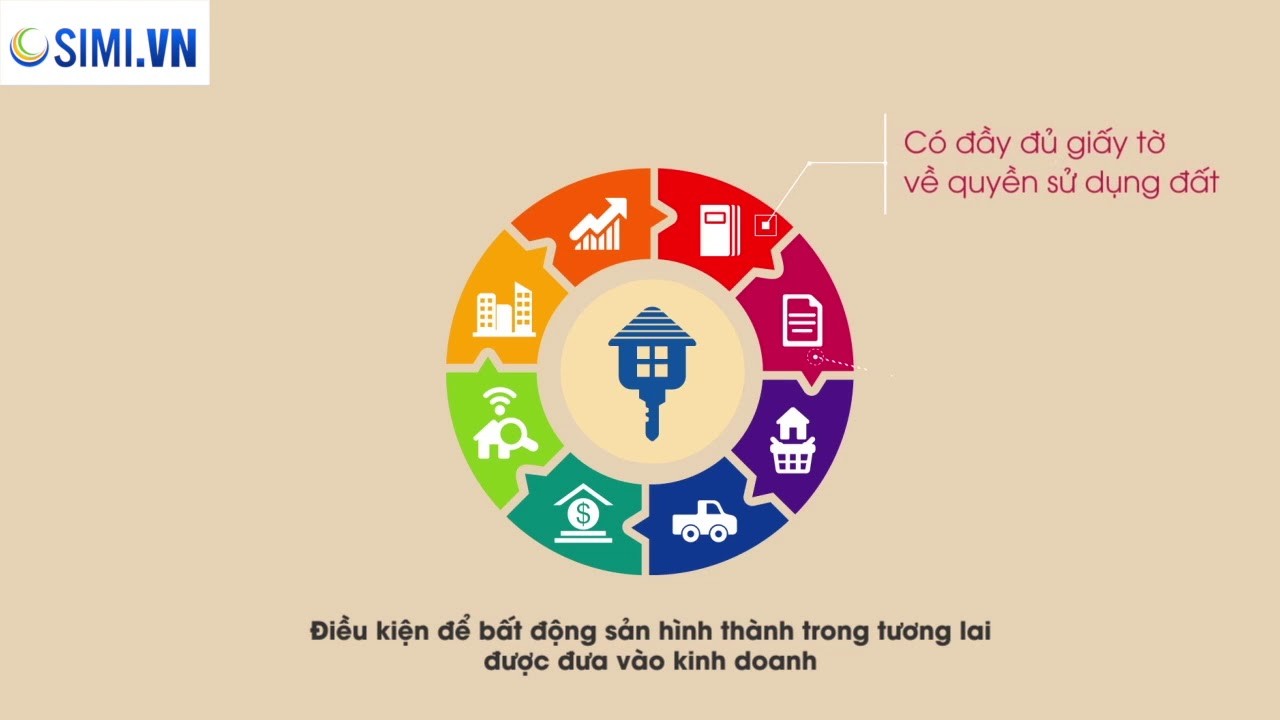 SIMI.VN
Có đầy đủ giấy tờ
về quyền sử dụng đất
$
Điều kiện để bất động sản hình thành trong tương lai
được đưa vào kinh doanh